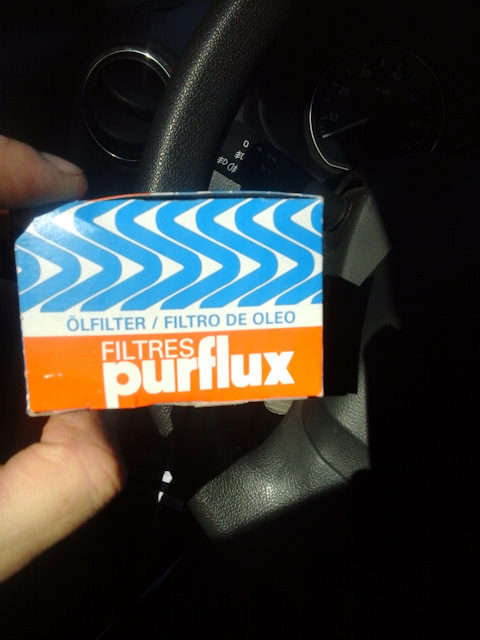 ÖLFILTER / FILTRO DE OLEO
FILTRES
purflux